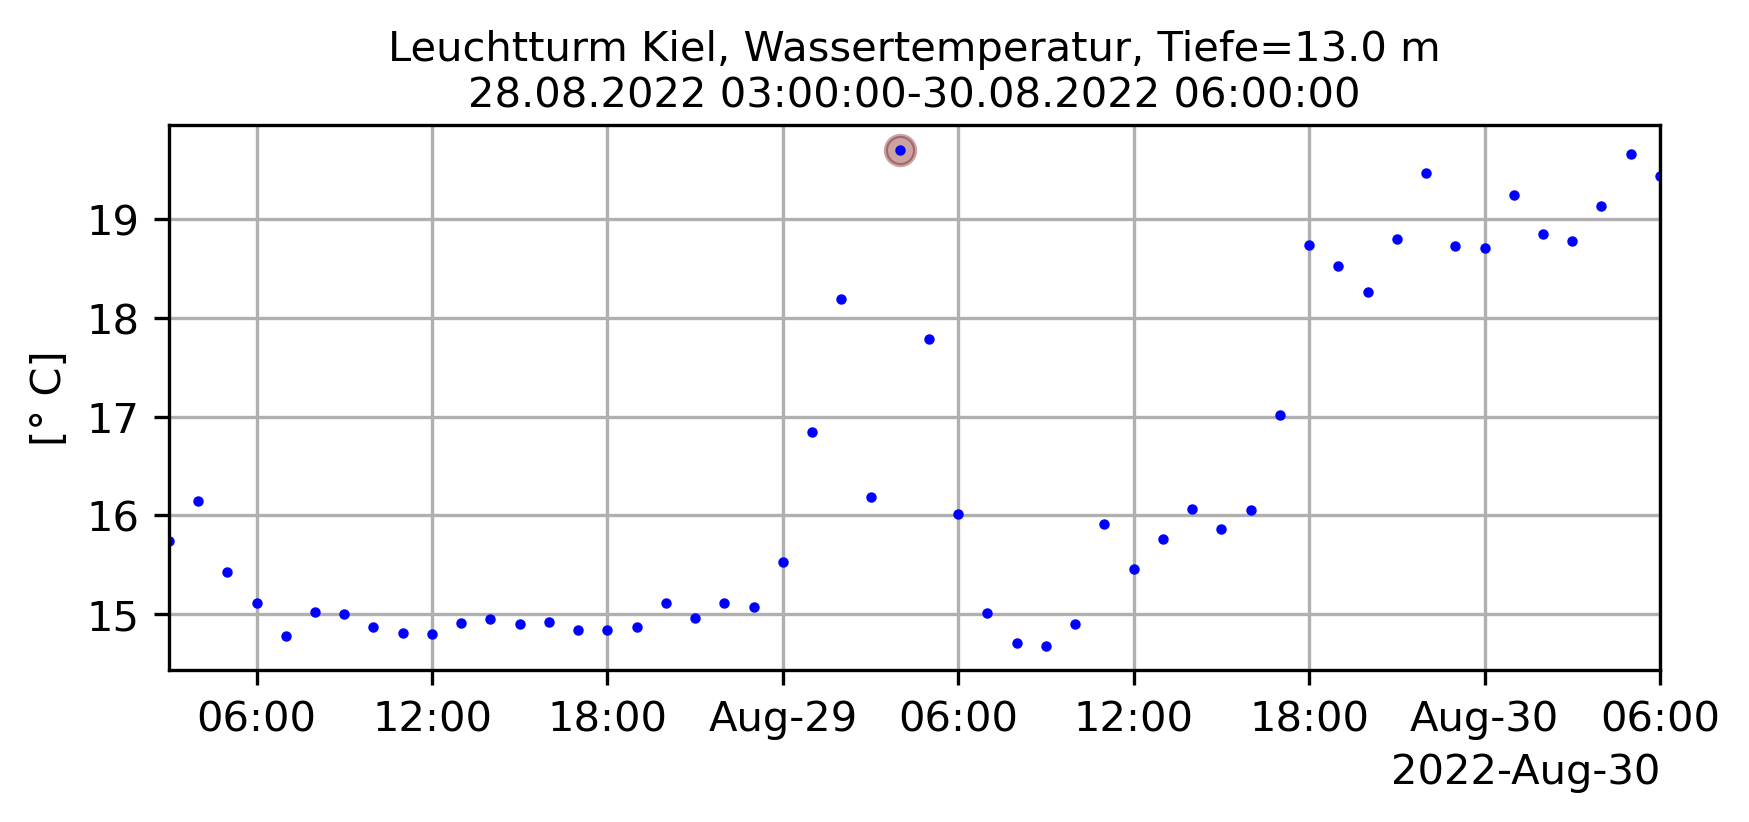 Leuchtturm Kiel, Wassertemperatur, Tiefe=13.0 m
28.08.2022 03:00:00-30.08.2022 06:00:00
[° C]
19
18
17
16
15
06:00 12:00 18:00 Aug-29 06:00 12:00 18:00 Aug-30 06:00
2022-Aug-30